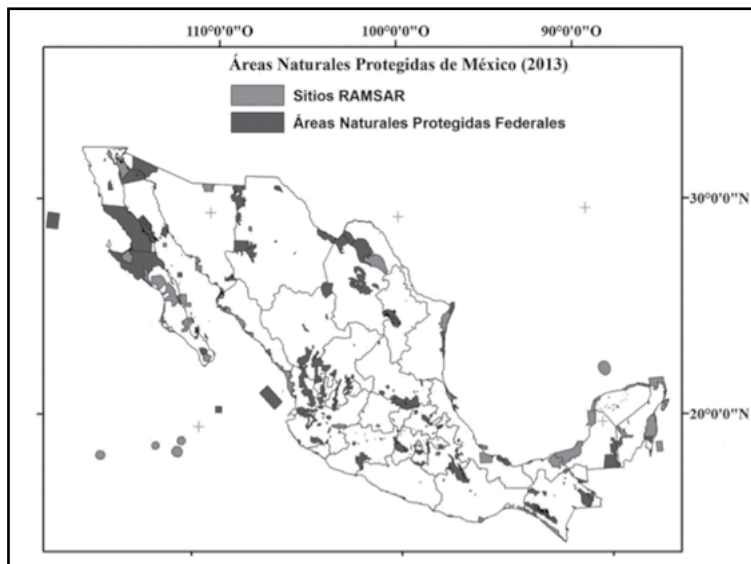 110°0'0"O 100°0'0"O 90°0'0"O
Áreas Naturales Protegidas de México (2013)
Sitios RAMSAR
Áreas Naturales Protegidas Federales
30°0'0"N
20°0'0"N